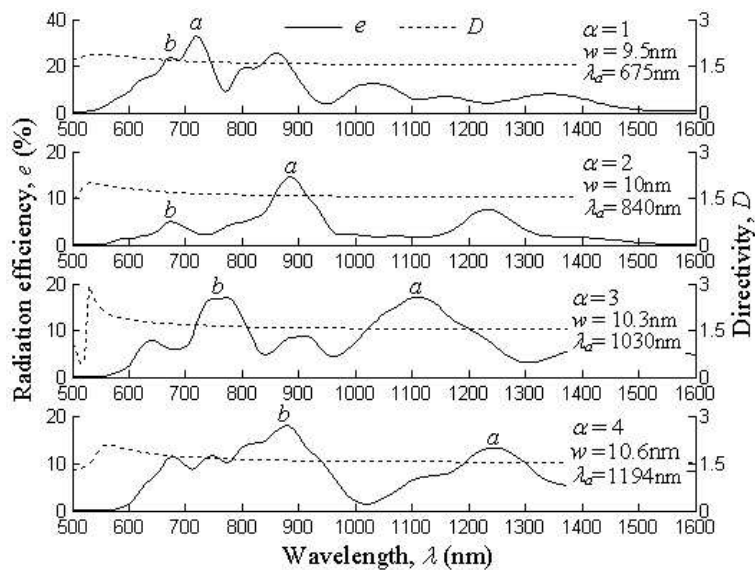 e D
40
20
0
3
1.5
0
b a
α = 1
w = 9.5nm
λa = 675nm
500 600 700 800 900 1000 1100 1200 1300 1400 1500 1600
20
10
0
3
1.5
0
b a
α = 2
w = 10nm
λa = 840nm
500 600 700 800 900 1000 1100 1200 1300 1400 1500 1600
20
10
0
3
1.5
0
b a
α = 3
w = 10.3nm
λa = 1030nm
500 600 700 800 900 1000 1100 1200 1300 1400 1500 1600
20
10
0
3
1.5
0
b a
α = 4
w = 10.6nm
λa = 1194nm
500 600 700 800 900 1000 1100 1200 1300 1400 1500 1600
Radiation efficiency, e (%)
Directivity, D
Wavelength, λ (nm)